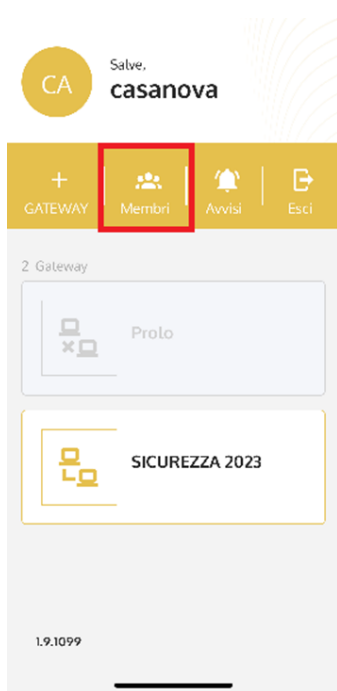 CA
Salve,
casanova
GATEWAY
Membri
Avvisi
Esci
2 Gateway
Prolo
SICUREZZA 2023
1.9.1099